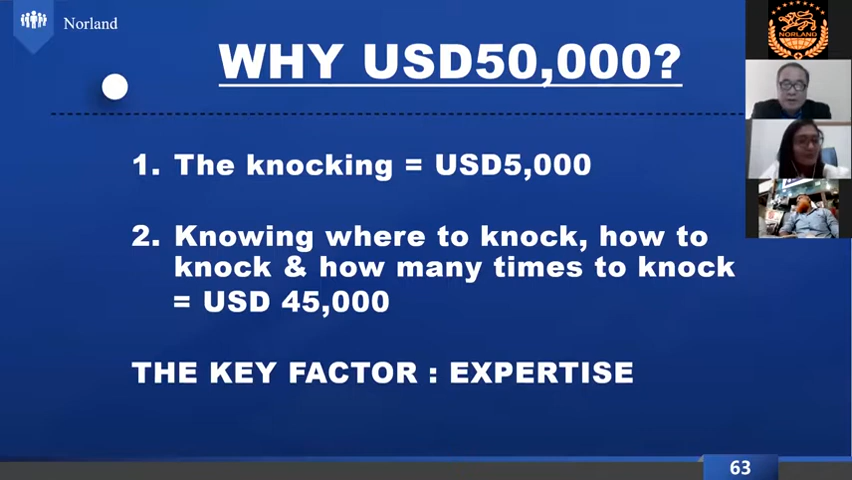 Norland
WHY USD50,000?
1. The knocking = USD5,000
2. Knowing where to knock, how to
knock & how many times to knock
= USD 45,000
THE KEY FACTOR : EXPERTISE
63
NORLAND